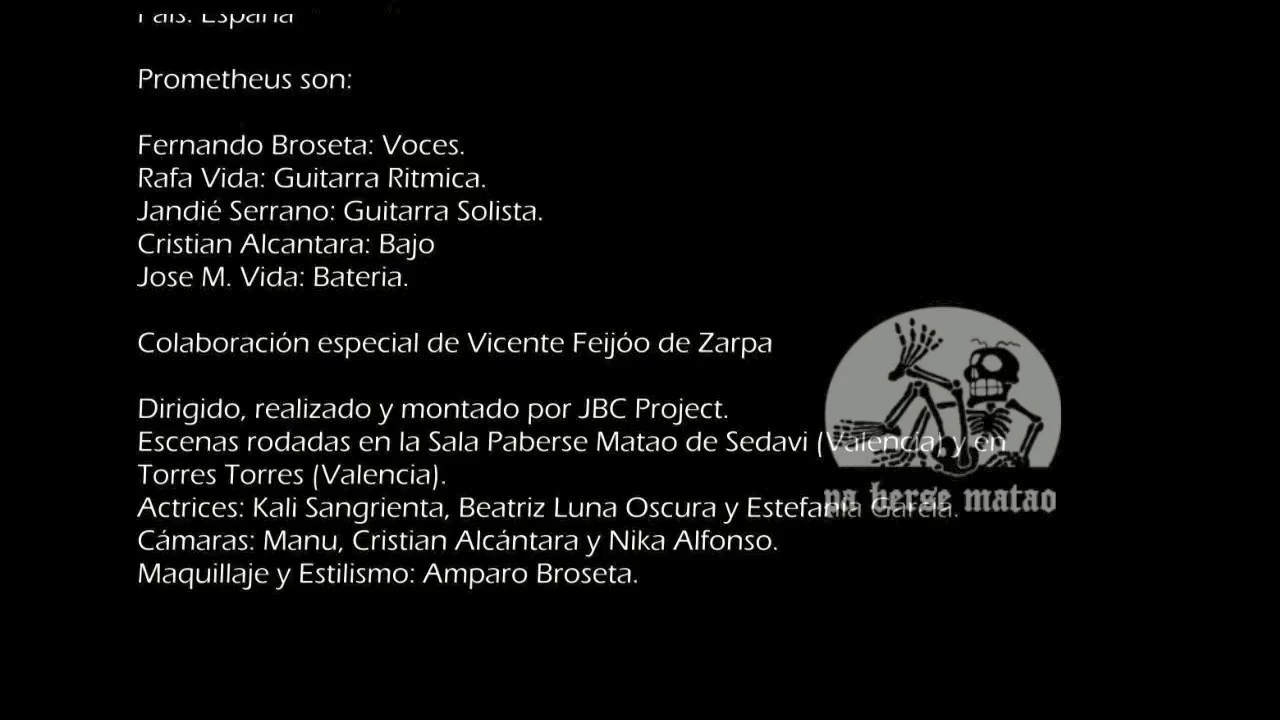 País: España
Prometheus son:
Fernando Broseta: Voces.
Rafa Vida: Guitarra Ritmica.
Jandié Serrano: Guitarra Solista.
Cristian Alcantara: Bajo
Jose M. Vida: Bateria.
Colaboración especial de Vicente Feijóo de Zarpa
Dirigido, realizado y montado por JBC Project.
Escenas rodadas en la Sala Paberse Matao de Sedavi (Valencia) y en
Torres Torres (Valencia).
Actrices: Kali Sangrienta, Beatriz Luna Oscura y Estefanía García.
Cámaras: Manu, Cristian Alcántara y Nika Alfonso.
Maquillaje y Estilismo: Amparo Broseta.
pa berse matao